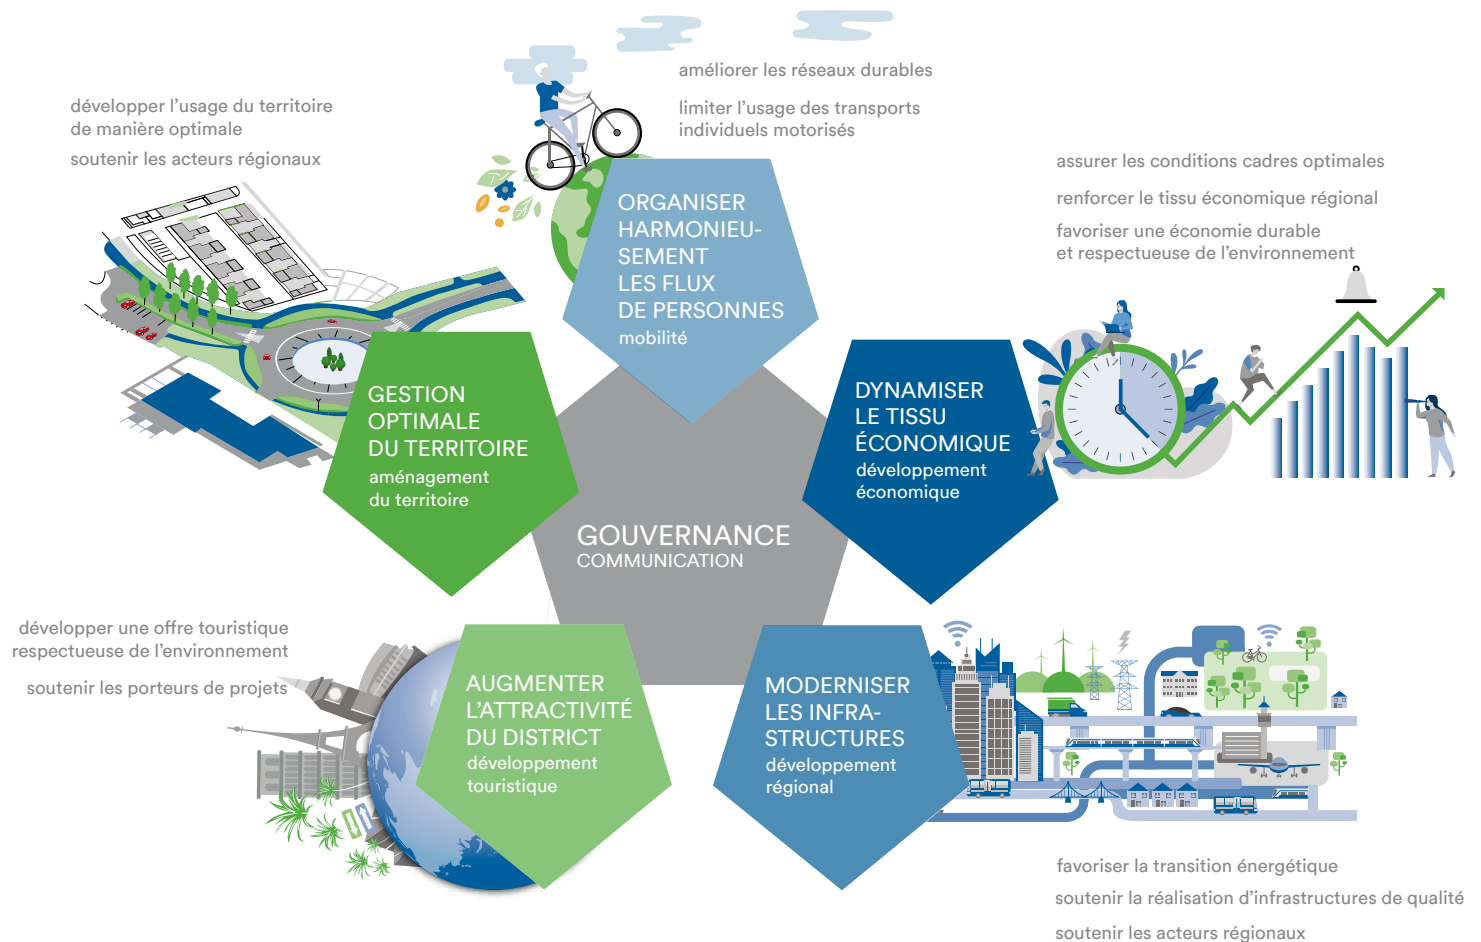 améliorer les réseaux durables
limiter l’usage des transports
individuels motorisés
développer l’usage du territoire
de manière optimale
soutenir les acteurs régionaux
assurer les conditions cadres optimales
renforcer le tissu économique régional
favoriser une économie durable
et respectueuse de l’environnement
ORGANISER
HARMONIEU-
SEMENT
LES FLUX
DE PERSONNES
mobilité
GESTION
OPTIMALE
DU TERRITOIRE
aménagement
du territoire
DYNAMISER
LE TISSU
ÉCONOMIQUE
développement
économique
GOUVERNANCE
COMMUNICATION
développer une offre touristique
respectueuse de l’environnement
soutenir les porteurs de projets
AUGMENTER
L’ATTRACTIVITÉ
DU DISTRICT
développement
touristique
MODERNISER
LES INFRA-
STRUCTURES
développement
régional
favoriser la transition énergétique
soutenir la réalisation d’infrastructures de qualité
soutenir les acteurs régionaux